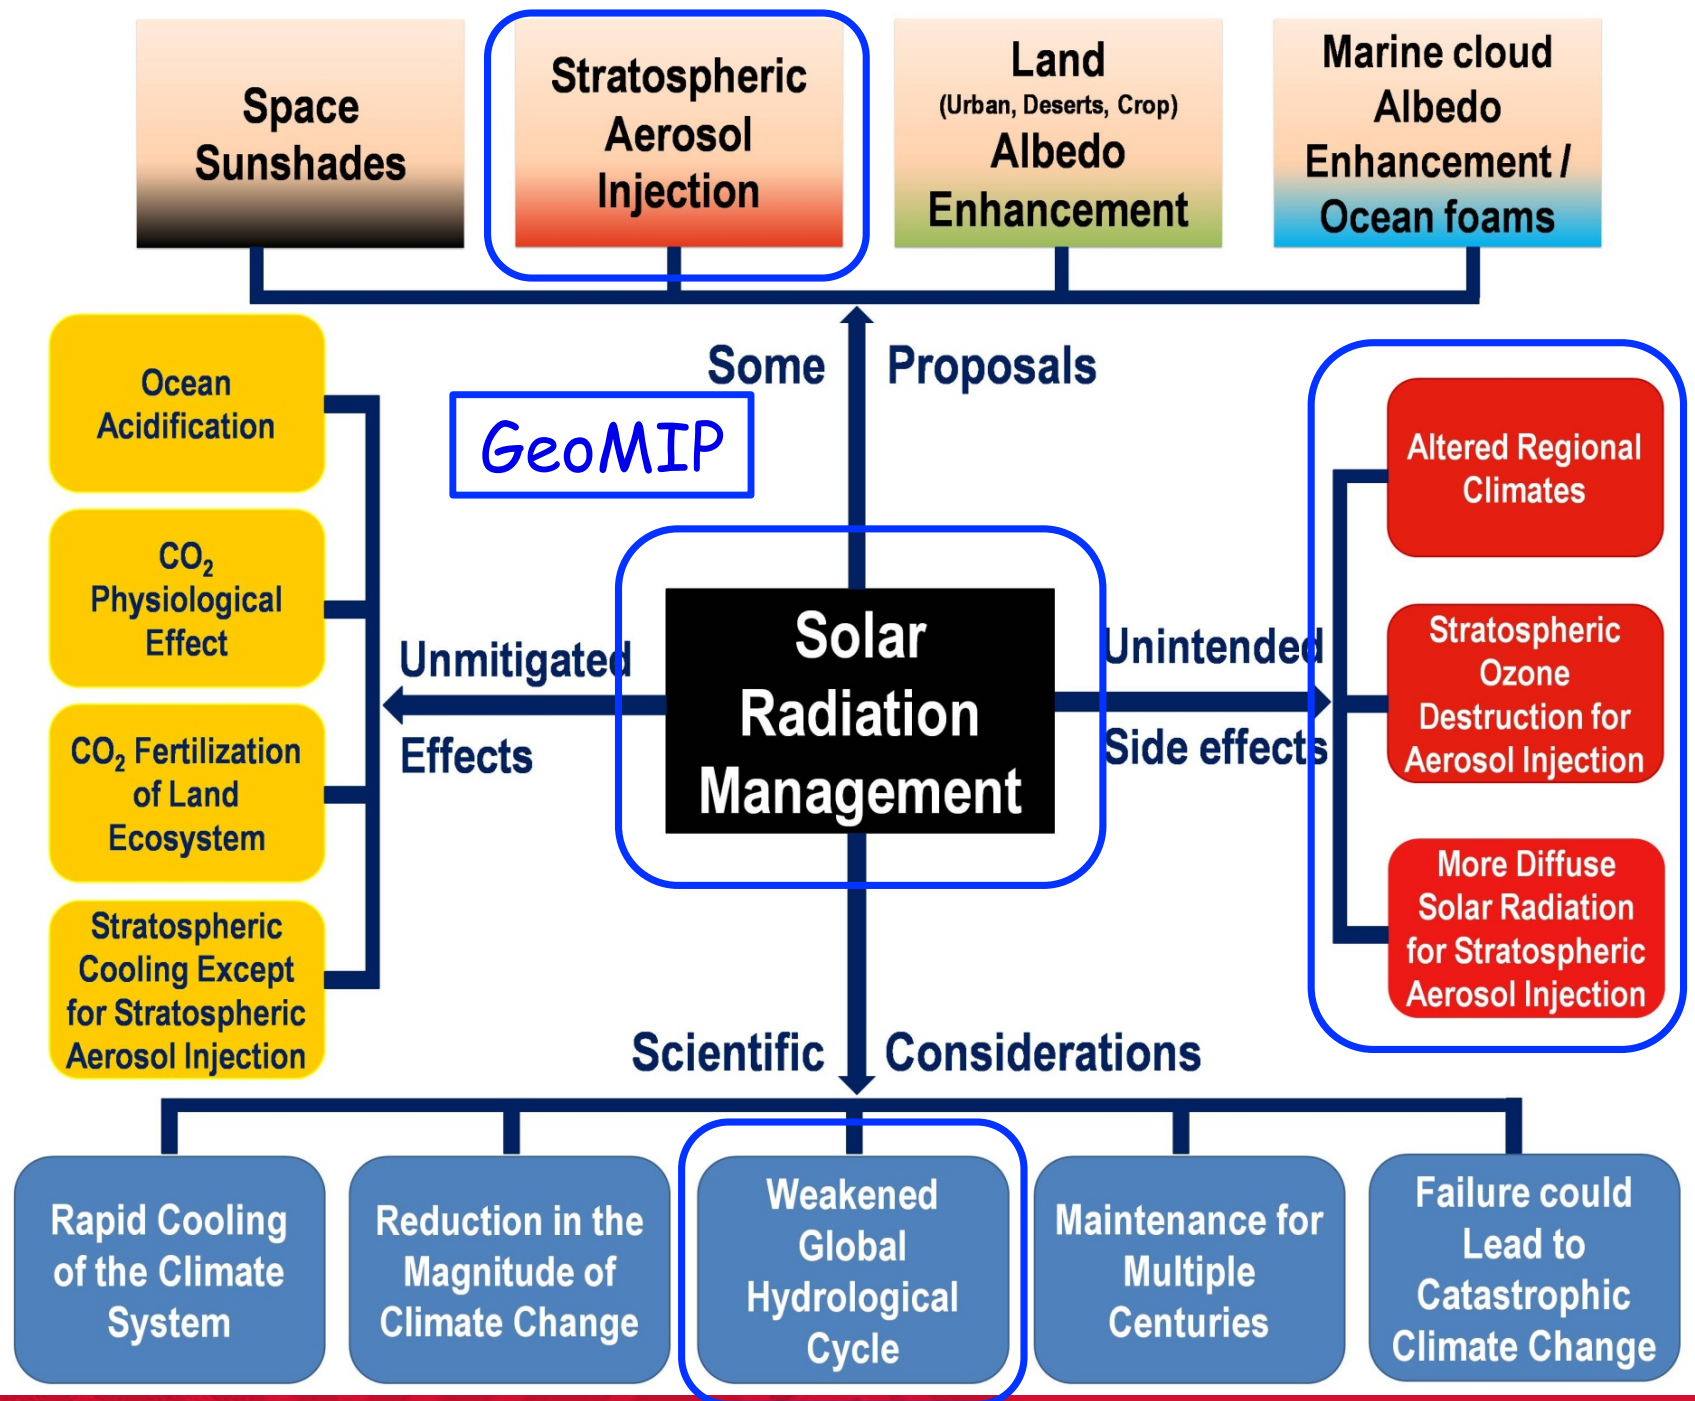 Space
Sunshades
Stratospheric
Aerosol
Injection
Land
(Urban, Deserts, Crop)
Albedo
Enhancement
Marine cloud
Albedo
Enhancement /
Ocean foams
Some Proposals
GeoMIP
Ocean
Acidification
CO₂
Physiological
Effect
CO₂ Fertilization
of Land
Ecosystem
Stratospheric
Cooling Except
for Stratospheric
Aerosol Injection
Unmitigated
Effects
Solar
Radiation
Management
Unintended
Side effects
Altered Regional
Climates
Stratospheric
Ozone
Destruction for
Aerosol Injection
More Diffuse
Solar Radiation
for Stratospheric
Aerosol Injection
Scientific Considerations
Rapid Cooling
of the Climate
System
Reduction in the
Magnitude of
Climate Change
Weakened
Global
Hydrological
Cycle
Maintenance for
Multiple
Centuries
Failure could
Lead to
Catastrophic
Climate Change